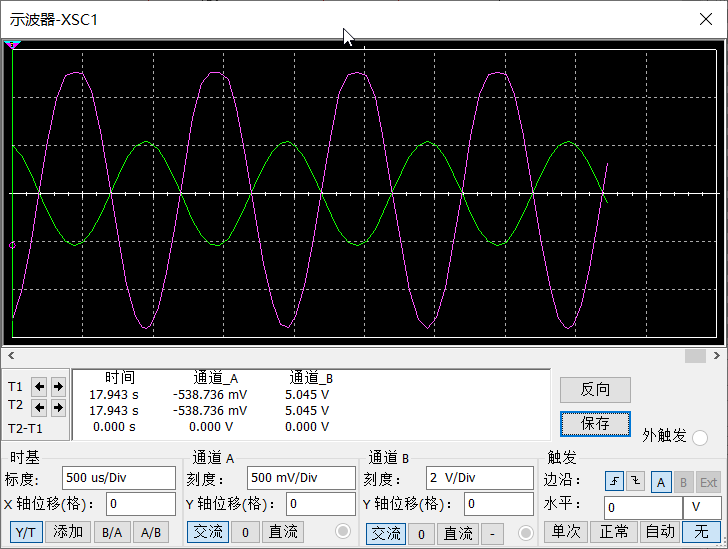 示波器-XSC1
时间 通道_A 通道_B
T1 17.943 s -538.736 mV 5.045 V
T2 17.943 s -538.736 mV 5.045 V
T2-T1 0.000 s 0.000 V 0.000 V
反向
保存
外触发
时基
标度: 500 us/Div
X 轴位移(格): 0
Y/T 添加 B/A A/B
通道 A
刻度: 500 mV/Div
Y 轴位移(格): 0
交流 0 直流
通道 B
刻度: 2 V/Div
Y 轴位移(格): 0
交流 0 直流 -
触发
边沿: A B Ext
水平: 0 V
单次 正常 自动 无